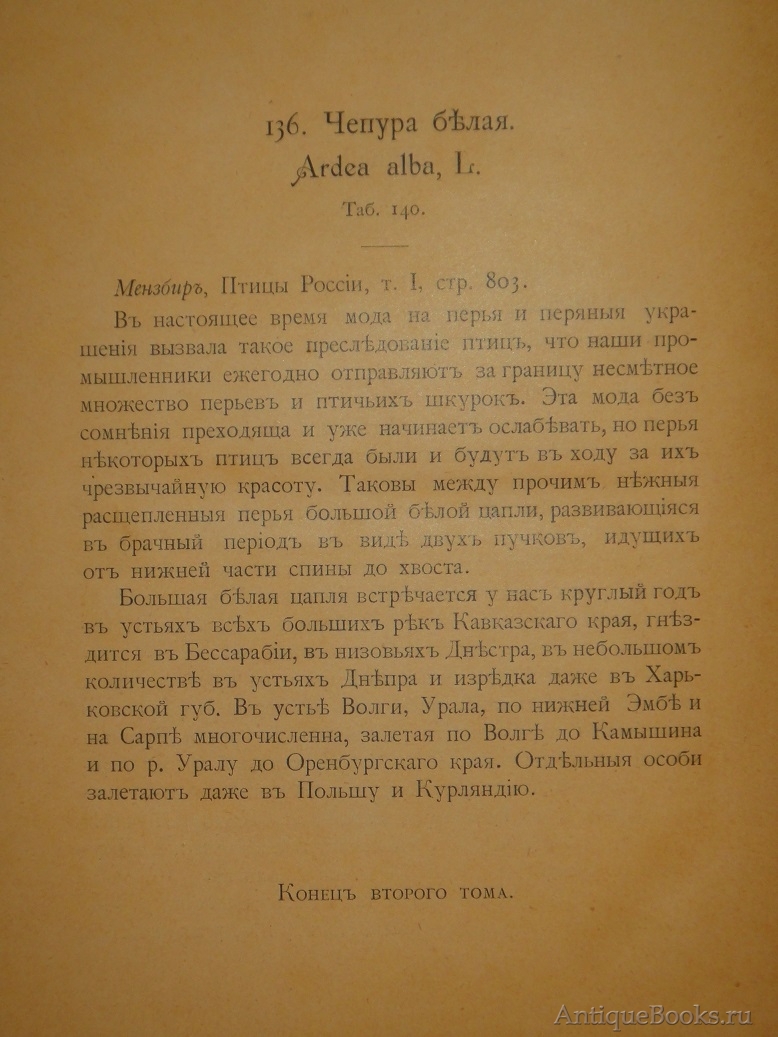 136. Чепура бѣлая.
Ardea alba, L.
Таб. 140.
Мензбиръ, Птицы Россіи, т. I, стр. 803.
Въ настоящее время мода на перья и перяныя укра-
шенія вызвала такое преслѣдованіе птицъ, что наши про-
мышленники ежегодно отправляютъ за границу несмѣтное
множество перьевъ и птичьихъ шкурокъ. Эта мода безъ
сомнѣнія преходяща и уже начинаетъ ослабѣвать, но перья
нѣкоторыхъ птицъ всегда были и будутъ въ ходу за ихъ
чрезвычайную красоту. Таковы между прочимъ нѣжныя
расщепленныя перья большой бѣлой цапли, развивающіяся
въ брачный періодъ въ видѣ двухъ пучковъ, идущихъ
отъ нижней части спины до хвоста.
Большая бѣлая цапля встрѣчается у насъ круглый годъ
въ устьяхъ всѣхъ большихъ рѣкъ Кавказскаго края, гнѣз-
дится въ Бессарабіи, въ низовьяхъ Днѣстра, въ небольшомъ
количествѣ въ устьяхъ Днѣпра и изрѣдка даже въ Харь-
ковской губ. Въ устьѣ Волги, Урала, по нижней Эмбѣ и
на Сарпѣ многочисленна, залетая по Волгѣ до Камышина
и по р. Уралу до Оренбургскаго края. Отдѣльныя особи
залетаютъ даже въ Польшу и Курляндію.
Конецъ второго тома.
AntiqueBooks.ru